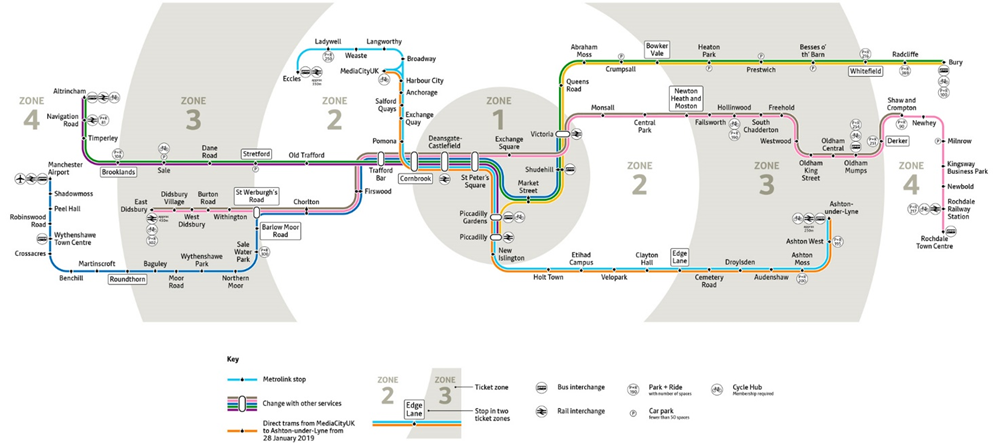 ZONE
4
ZONE
3
ZONE
2
ZONE
1
2
ZONE
3
ZONE
4
Altrincham
Navigation
Road
Timperley
Brooklands
Sale
Dane
Road
Stretford
Old Trafford
Trafford
Bar
Cornbrook
Deansgate-
Castlefield
St Peter's
Square
Eccles
Ladywell
Weaste
Langworthy
Broadway
MediaCityUK
Harbour City
Anchorage
Salford
Quays
Exchange
Quay
Pomona
Manchester
Airport
Shadowmoss
Peel Hall
Robinswood
Road
Wythenshawe
Town Centre
Crossacres
Benchill
Martinscroft
Roundthorn
Baguley
Moor
Road
Wythenshawe
Park
Northern
Moor
Sale
Water
Park
Barlow Moor
Road
St Werburgh's
Road
East
Didsbury
Didsbury
Village
West
Didsbury
Burton
Road
Withington
Chorlton
Firswood
Exchange
Square
Victoria
Shudehill
Market
Street
Piccadilly
Gardens
Piccadilly
New
Islington
Holt Town
Etihad
Campus
Velopark
Clayton
Hall
Edge
Lane
Cemetery
Road
Droylsden
Audenshaw
Ashton
Moss
Ashton West
Ashton-
under-Lyne
Queens
Road
Abraham
Moss
Crumpsall
Bowker
Vale
Heaton
Park
Prestwich
Besses o'
th' Barn
Whitefield
Radcliffe
Bury
Monsall
Central
Park
Newton
Heath and
Moston
Failsworth
Hollinwood
South
Chadderton
Freehold
Westwood
Oldham
King
Street
Oldham
Central
Oldham
Mumps
Derker
Shaw and
Crompton
Newhey
Milnrow
Kingsway
Business Park
Newbold
Rochdale
Railway
Station
Rochdale
Town Centre
Key
Metrolink stop
Change with other services
Direct trams from MediaCityUK
to Ashton-under-Lyne from
28 January 2019
ZONE
2
ZONE
3
Edge
Lane
Ticket zone
Stop in two
ticket zones
Bus interchange
Rail interchange
Park + Ride
with number of spaces
P
Car park
fewer than 50 spaces
Cycle Hub
Membership required